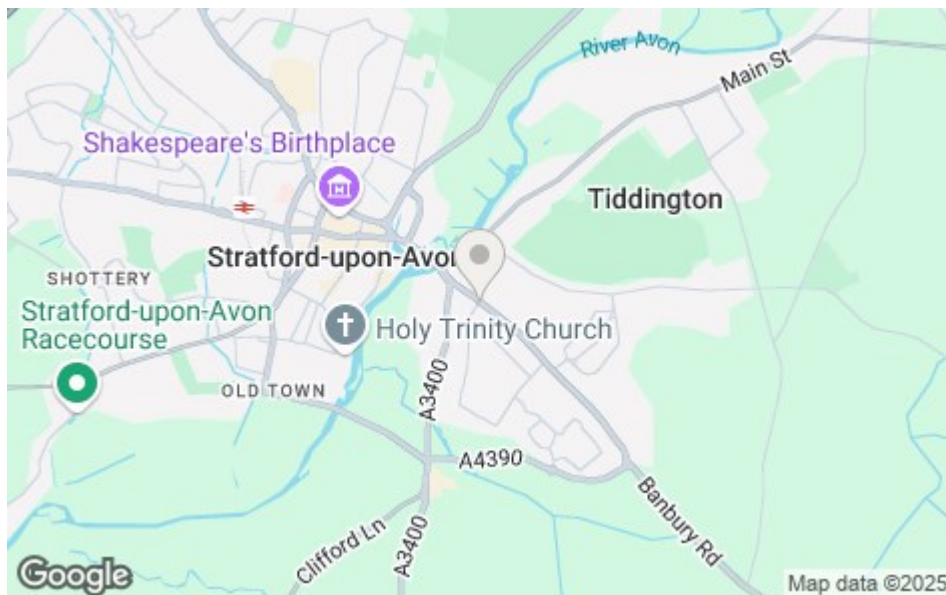 River Avon
Main St
Shakespeare's Birthplace
Tiddington
Stratford-upon-Avon
SHOTTERY
Stratford-upon-Avon
Racecourse
Holy Trinity Church
OLD TOWN
A3400
A4390
Banbury Rd
Clifford Ln
A3400
Google
Map data ©2025